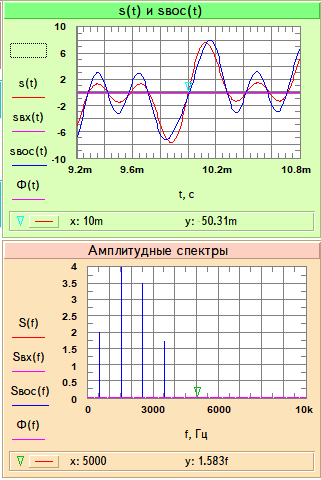 s(t) и sвос(t)
s(t)
sвх(t)
sвос(t)
Ф(t)
10
6
2
-2
-6
-10
9.2m 9.6m 10.2m 10.8m
t, c
x: 10m y: -50.31m
Амплитудные спектры
S(f)
Sвх(f)
Sвос(f)
Ф(f)
4
3.5
3
2.5
2
1.5
1
0.5
0
0 3000 6000 10k
f, Гц
x: 5000 y: 1.583f